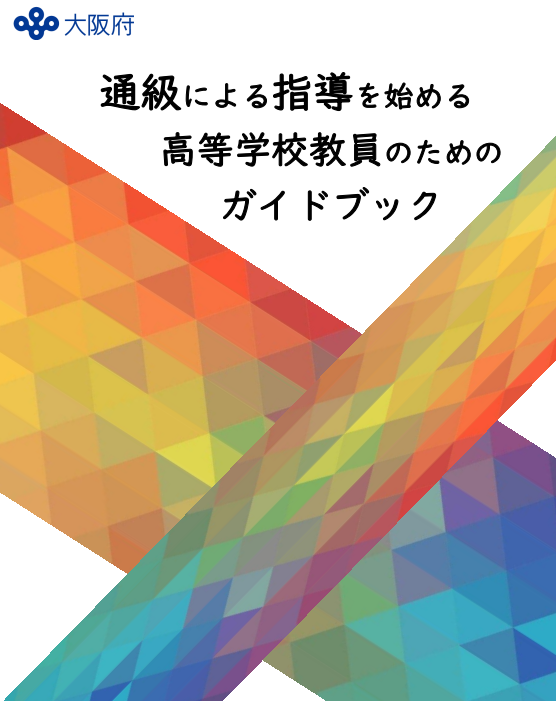 大阪府
通級による指導を始める
高等学校教員のための
ガイドブック